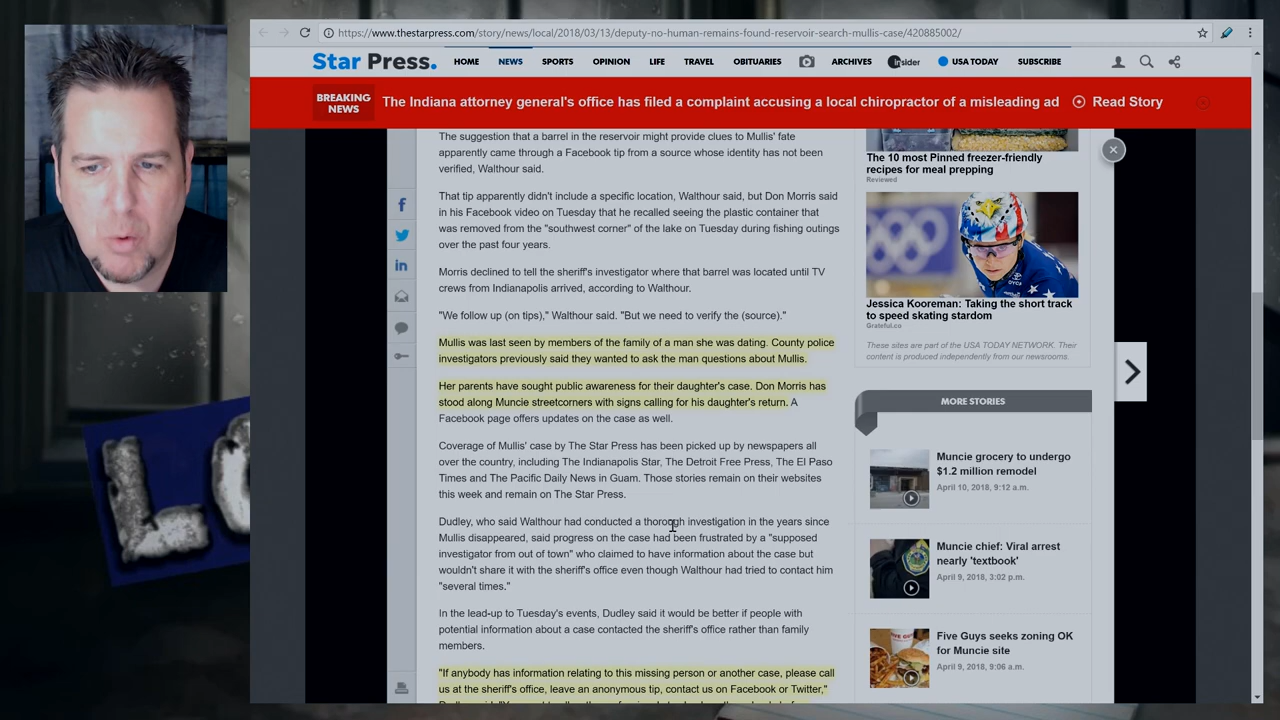 https://www.thestarpress.com/story/news/local/2018/03/13/deputy-no-human-remains-found-reservoir-search-mullis-case/420885002/
Star Press.
HOME
NEWS
SPORTS
OPINION
LIFE
TRAVEL
OBITUARIES
ARCHIVES
Insider
USA TODAY
SUBSCRIBE
BREAKING
NEWS
The Indiana attorney general's office has filed a complaint accusing a local chiropractor of a misleading ad
Read Story
The suggestion that a barrel in the reservoir might provide clues to Mullis' fate
apparently came through a Facebook tip from a source whose identity has not been
verified, Walthour said.
That tip apparently didn't include a specific location, Walthour said, but Don Morris said
in his Facebook video on Tuesday that he recalled seeing the plastic container that
was removed from the "southwest corner" of the lake on Tuesday during fishing outings
over the past four years.
Morris declined to tell the sheriff's investigator where that barrel was located until TV
crews from Indianapolis arrived, according to Walthour.
"We follow up (on tips)," Walthour said. "But we need to verify the (source)."
Mullis was last seen by members of the family of a man she was dating. County police
investigators previously said they wanted to ask the man questions about Mullis.
Her parents have sought public awareness for their daughter's case. Don Morris has
stood along Muncie streetcorners with signs calling for his daughter's return. A
Facebook page offers updates on the case as well.
Coverage of Mullis' case by The Star Press has been picked up by newspapers all
over the country, including The Indianapolis Star, The Detroit Free Press, The El Paso
Times and The Pacific Daily News in Guam. Those stories remain on their websites
this week and remain on The Star Press.
Dudley, who said Walthour had conducted a thorough investigation in the years since
Mullis disappeared, said progress on the case had been frustrated by a "supposed
investigator from out of town" who claimed to have information about the case but
wouldn't share it with the sheriff's office even though Walthour had tried to contact him
"several times."
In the lead-up to Tuesday's events, Dudley said it would be better if people with
potential information about a case contacted the sheriff's office rather than family
members.
"If anybody has information relating to this missing person or another case, please call
us at the sheriff's office, leave an anonymous tip, contact us on Facebook or Twitter,"
The 10 most Pinned freezer-friendly
recipes for meal prepping
Reviewed
Jessica Kooreman: Taking the short track
to speed skating stardom
Grateful.co
These sites are part of the USA TODAY NETWORK. Their
content is produced independently from our newsrooms.
MORE STORIES
Muncie grocery to undergo
$1.2 million remodel
April 10, 2018, 9:12 a.m.
Muncie chief: Viral arrest
nearly 'textbook'
April 9, 2018, 3:02 p.m.
Five Guys seeks zoning OK
for Muncie site
April 9, 2018, 9:06 a.m.